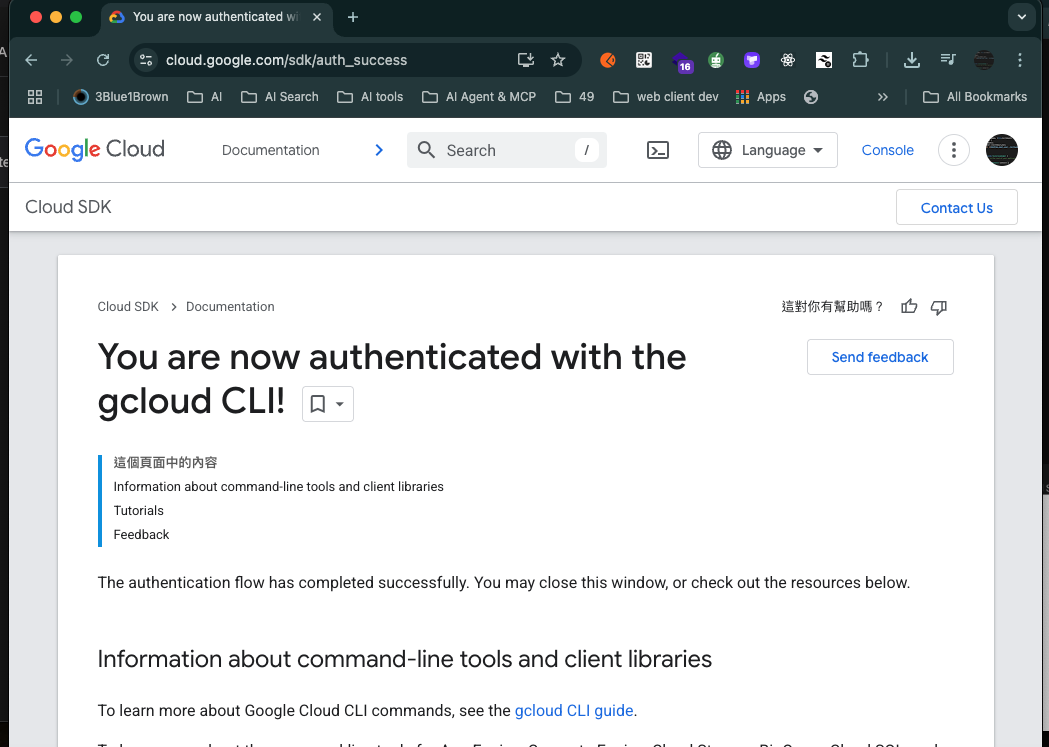 You are now authenticated wi
cloud.google.com/sdk/auth_success
16
3Blue1Brown
AI
AI Search
AI tools
AI Agent & MCP
49
web client dev
Apps
»
All Bookmarks
Google Cloud
Documentation
Search
/
Language
Console
Cloud SDK
Contact Us
Cloud SDK > Documentation
這對你有幫助嗎？
You are now authenticated with the
gcloud CLI!
Send feedback
這個頁面中的內容
Information about command-line tools and client libraries
Tutorials
Feedback
The authentication flow has completed successfully. You may close this window, or check out the resources below.
Information about command-line tools and client libraries
To learn more about Google Cloud CLI commands, see the gcloud CLI guide.